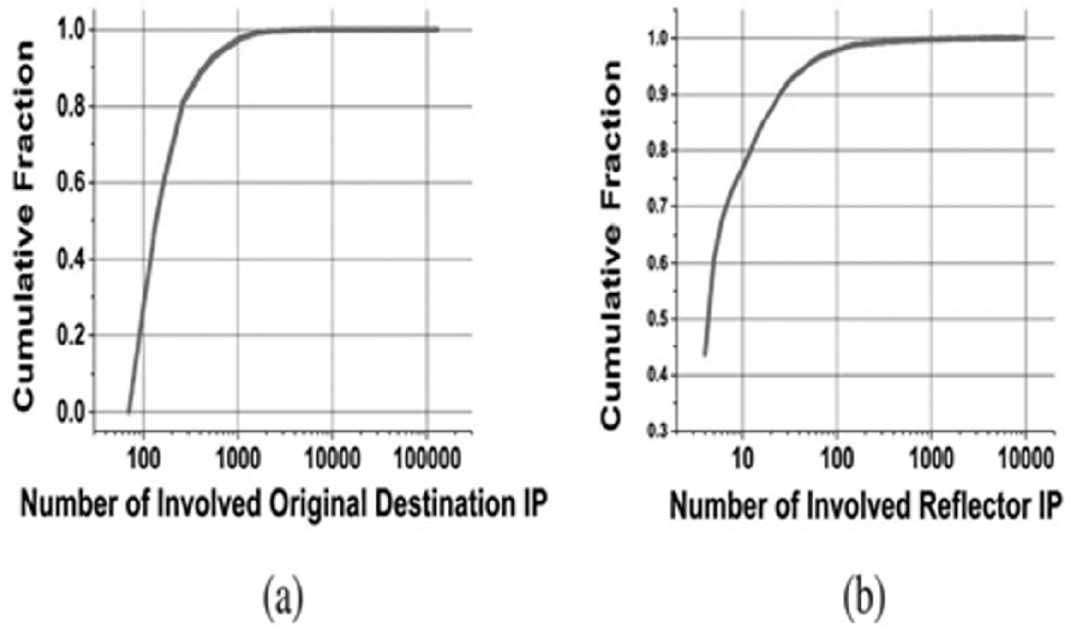 Cumulative Fraction
1.0
0.8
0.6
0.4
0.2
0.0
100 1000 10000 100000
Number of Involved Original Destination IP
(a)
Cumulative Fraction
1.0
0.9
0.8
0.7
0.6
0.5
0.4
0.3
10 100 1000 10000
Number of Involved Reflector IP
(b)